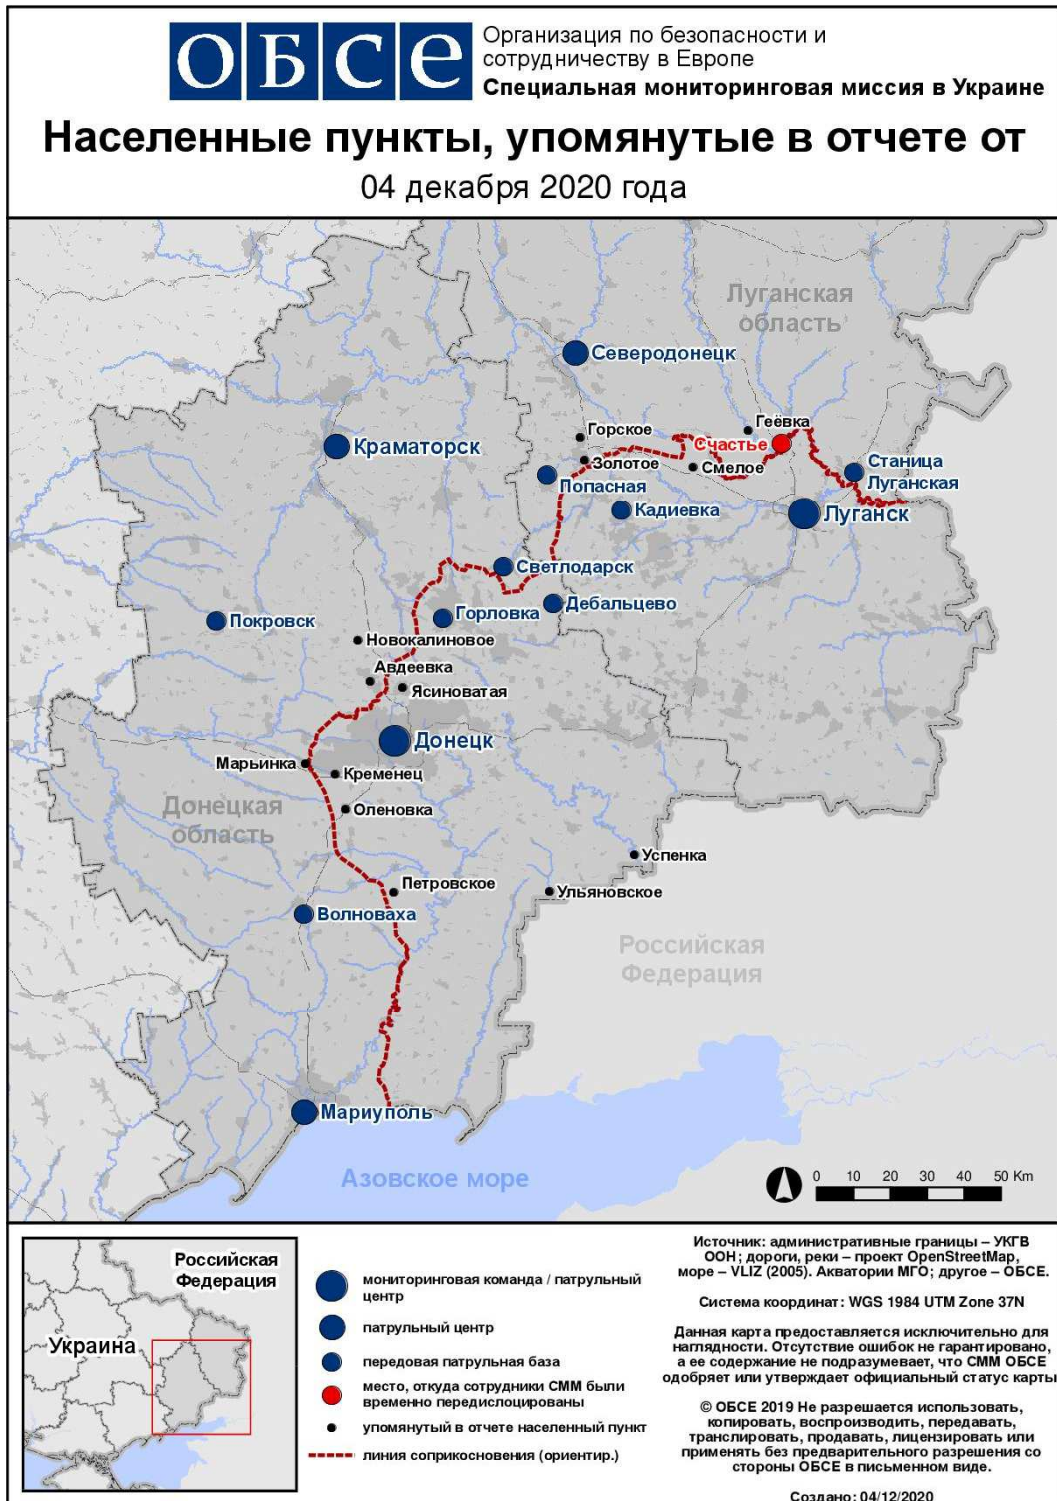 ОБСЕ
Организация по безопасности и
сотрудничеству в Европе
Специальная мониторинговая миссия в Украине
Населенные пункты, упомянутые в отчете от
04 декабря 2020 года
Луганская
область
Северодонецк
Геёвка
Горское
Счастье
Краматорск
Золотое
Смелое
Станица
Луганская
Попасная
Кадиевка
Луганск
Светлодарск
Дебальцево
Горловка
Покровск
Новокалиновое
Авдеевка
Ясиноватая
Донецк
Марьинка
Кременец
Донецкая
область
Оленовка
Успенка
Петровское
Ульяновское
Волноваха
Российская
Федерация
Мариуполь
Азовское море
0 10 20 30 40 50 Km
Российская
Федерация
Украина
мониторинговая команда / патрульный
центр
патрульный центр
передовая патрульная база
место, откуда сотрудники СММ были
временно передислоцированы
упомянутый в отчете населенный пункт
линия соприкосновения (ориентир.)
Источник: административные границы – УКГВ
ООН; дороги, реки – проект OpenStreetMap,
море – VLIZ (2005). Акватории МГО; другое – ОБСЕ.
Система координат: WGS 1984 UTM Zone 37N
Данная карта предоставляется исключительно для
наглядности. Отсутствие ошибок не гарантировано,
а ее содержание не подразумевает, что СММ ОБСЕ
одобряет или утверждает официальный статус карты
© ОБСЕ 2019 Не разрешается использовать,
копировать, воспроизводить, передавать,
транслировать, продавать, лицензировать или
применять без предварительного разрешения со
стороны ОБСЕ в письменном виде.
Создано: 04/12/2020